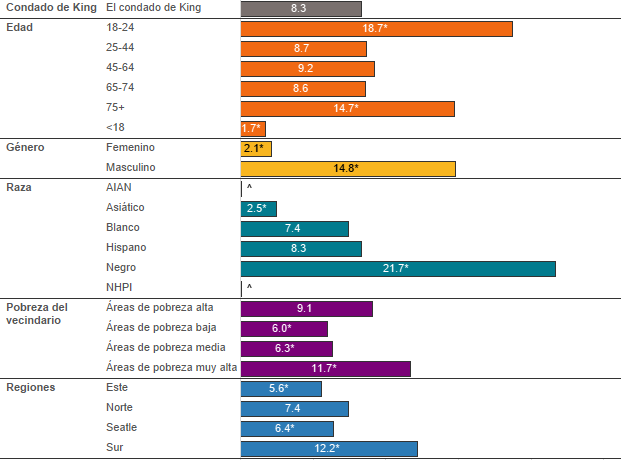 Condado de King El condado de King 8.3
Edad 18-24 18.7*
25-44 8.7
45-64 9.2
65-74 8.6
75+ 14.7*
<18 1.7*
Género Femenino 2.1*
Masculino 14.8*
Raza AIAN ^
Asiático 2.5*
Blanco 7.4
Hispano 8.3
Negro 21.7*
NHPI ^
Pobreza del Áreas de pobreza alta 9.1
vecindario Áreas de pobreza baja 6.0*
Áreas de pobreza media 6.3*
Áreas de pobreza muy alta 11.7*
Regiones Este 5.6*
Norte 7.4
Seatle 6.4*
Sur 12.2*